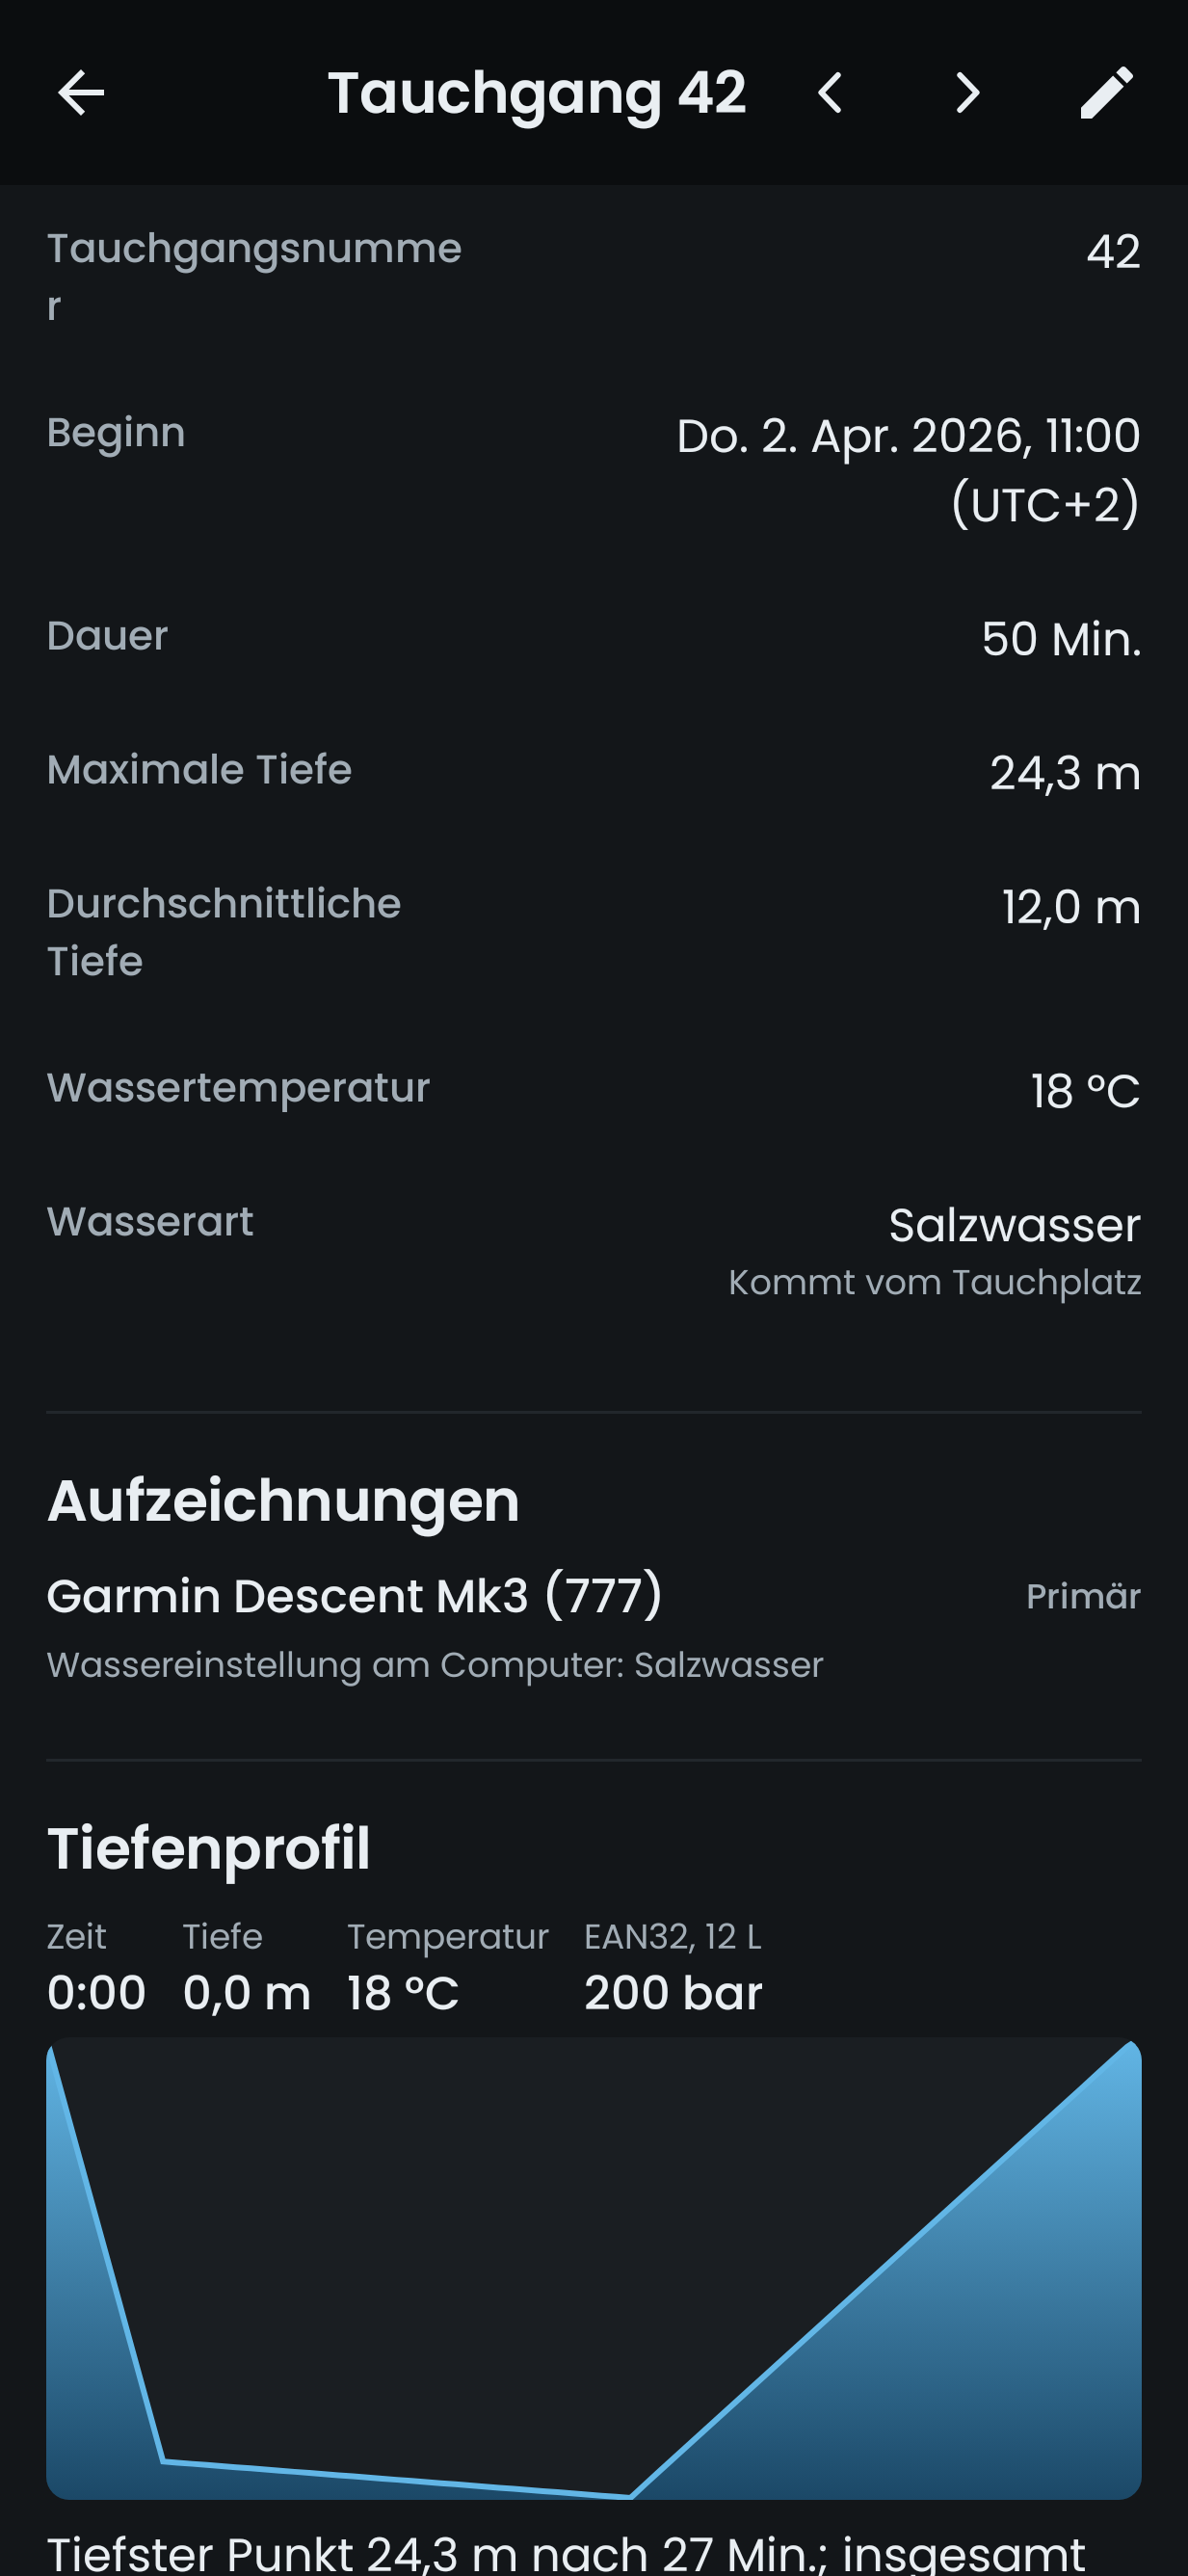 Tauchgang 42
Tauchgangsnumme
r
42
Beginn
Do. 2. Apr. 2026, 11:00
(UTC+2)
Dauer
50 Min.
Maximale Tiefe
24,3 m
Durchschnittliche
Tiefe
12,0 m
Wassertemperatur
18 °C
Wasserart
Salzwasser
Kommt vom Tauchplatz
Aufzeichnungen
Garmin Descent Mk3 (777)
Primär
Wassereinstellung am Computer: Salzwasser
Tiefenprofil
Zeit Tiefe Temperatur EAN32, 12 L
0:00 0,0 m 18 °C 200 bar
Tiefster Punkt 24,3 m nach 27 Min.; insgesamt